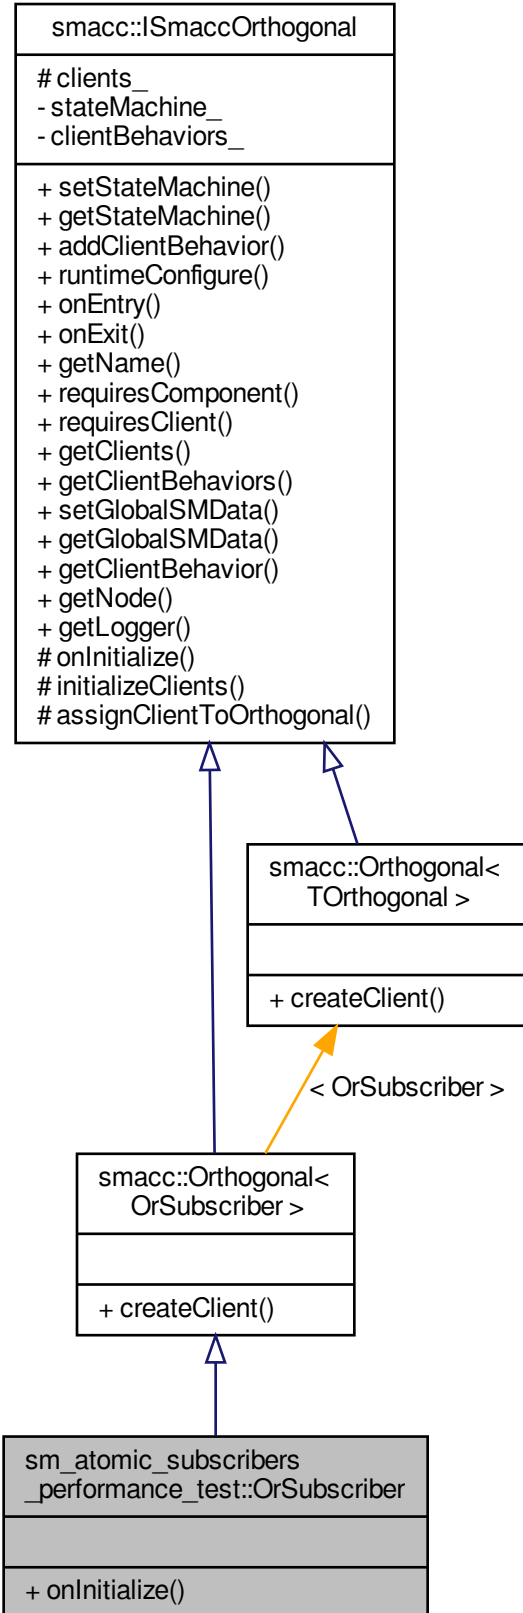 smacc::ISmaccOrthogonal
# clients_
- stateMachine_
- clientBehaviors_
+ setStateMachine()
+ getStateMachine()
+ addClientBehavior()
+ runtimeConfigure()
+ onEntry()
+ onExit()
+ getName()
+ requiresComponent()
+ requiresClient()
+ getClients()
+ getClientBehaviors()
+ setGlobalSMData()
+ getGlobalSMData()
+ getClientBehavior()
+ getNode()
+ getLogger()
# onInitialize()
# initializeClients()
# assignClientToOrthogonal()
smacc::Orthogonal<
TOrthogonal >
+ createClient()
< OrSubscriber >
smacc::Orthogonal<
OrSubscriber >
+ createClient()
sm_atomic_subscribers
_performance_test::OrSubscriber
+ onInitialize()